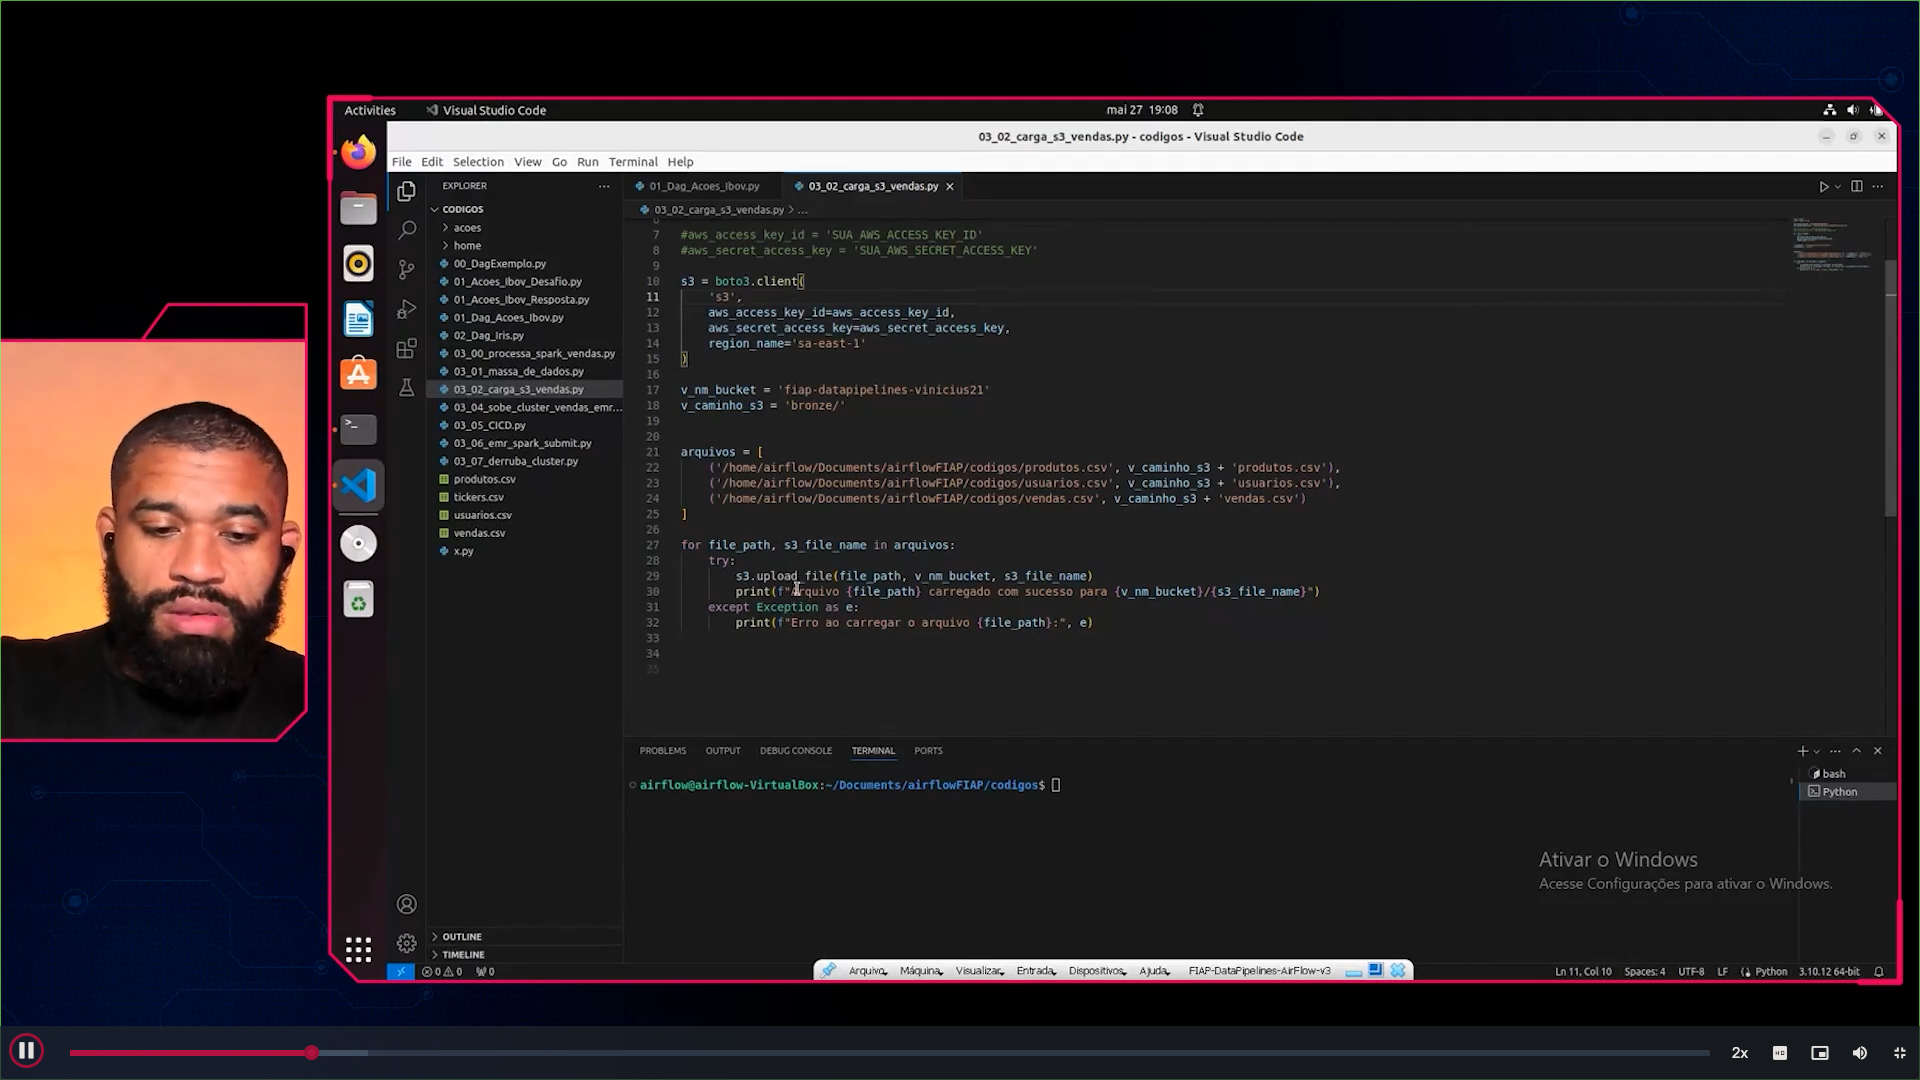 Activities
Visual Studio Code
mai 27 19:08
03_02_carga_s3_vendas.py - codigos - Visual Studio Code
File Edit Selection View Go Run Terminal Help
EXPLORER
CODIGOS
acoes
home
00_DagExemplo.py
01_Acoes_Ibov_Desafio.py
01_Acoes_Ibov_Resposta.py
01_Dag_Acoes_Ibov.py
02_Dag_Iris.py
03_00_processa_spark_vendas.py
03_01_massa_de_dados.py
03_02_carga_s3_vendas.py
03_04_sobe_cluster_vendas_emr...
03_05_CICD.py
03_06_emr_spark_submit.py
03_07_derruba_cluster.py
produtos.csv
tickers.csv
usuarios.csv
vendas.csv
x.py
OUTLINE
TIMELINE
01_Dag_Acoes_Ibov.py
03_02_carga_s3_vendas.py
03_02_carga_s3_vendas.py > ...
6
7 #aws_access_key_id = 'SUA_AWS_ACCESS_KEY_ID'
8 #aws_secret_access_key = 'SUA_AWS_SECRET_ACCESS_KEY'
9
10 s3 = boto3.client(
11 's3',
12 aws_access_key_id=aws_access_key_id,
13 aws_secret_access_key=aws_secret_access_key,
14 region_name='sa-east-1'
15 )
16
17 v_nm_bucket = 'fiap-datapipelines-vinicius21'
18 v_caminho_s3 = 'bronze/'
19
20
21 arquivos = [
22 ('/home/airflow/Documents/airflowFIAP/codigos/produtos.csv', v_caminho_s3 + 'produtos.csv'),
23 ('/home/airflow/Documents/airflowFIAP/codigos/usuarios.csv', v_caminho_s3 + 'usuarios.csv'),
24 ('/home/airflow/Documents/airflowFIAP/codigos/vendas.csv', v_caminho_s3 + 'vendas.csv')
25 ]
26
27 for file_path, s3_file_name in arquivos:
28 try:
29 s3.upload_file(file_path, v_nm_bucket, s3_file_name)
30 print(f"Arquivo {file_path} carregado com sucesso para {v_nm_bucket}/{s3_file_name}")
31 except Exception as e:
32 print(f"Erro ao carregar o arquivo {file_path}:", e)
33
34
35
PROBLEMS OUTPUT DEBUG CONSOLE TERMINAL PORTS
airflow@airflow-VirtualBox:~/Documents/airflowFIAP/codigos$
bash
Python
Ativar o Windows
Acesse Configurações para ativar o Windows.
0 0 0
Arquivo Máquina Visualizar Entrada Dispositivos Ajuda FIAP-DataPipelines-AirFlow-v3
Ln 11, Col 10 Spaces: 4 UTF-8 LF Python 3.10.12 64-bit
2x
HD